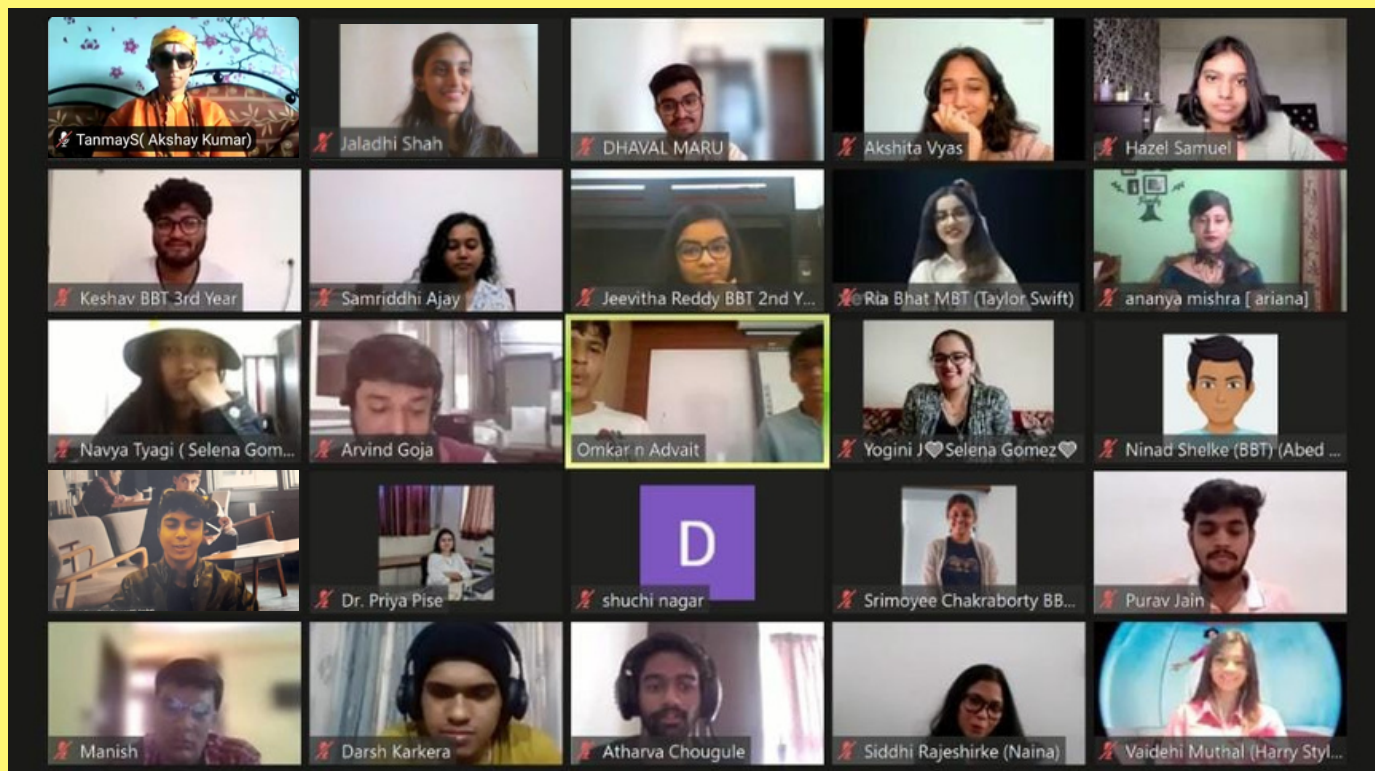 TanmayS( Akshay Kumar)
Jaladhi Shah
DHAVAL MARU
Akshita Vyas
Hazel Samuel
Keshav BBT 3rd Year
Samriddhi Ajay
Jeevitha Reddy BBT 2nd Y...
Ria Bhat MBT (Taylor Swift)
ananya mishra [ ariana]
Navya Tyagi ( Selena Gom...
Arvind Goja
Omkar n Advait
Yogini J🤍Selena Gomez🤍
Ninad Shelke (BBT) (Abed ...
Dr. Priya Pise
D
shuchi nagar
Srimoyee Chakraborty BB...
Purav Jain
Manish
Darsh Karkera
Atharva Chougule
Siddhi Rajeshirke (Naina)
Vaidehi Muthal (Harry Styl...